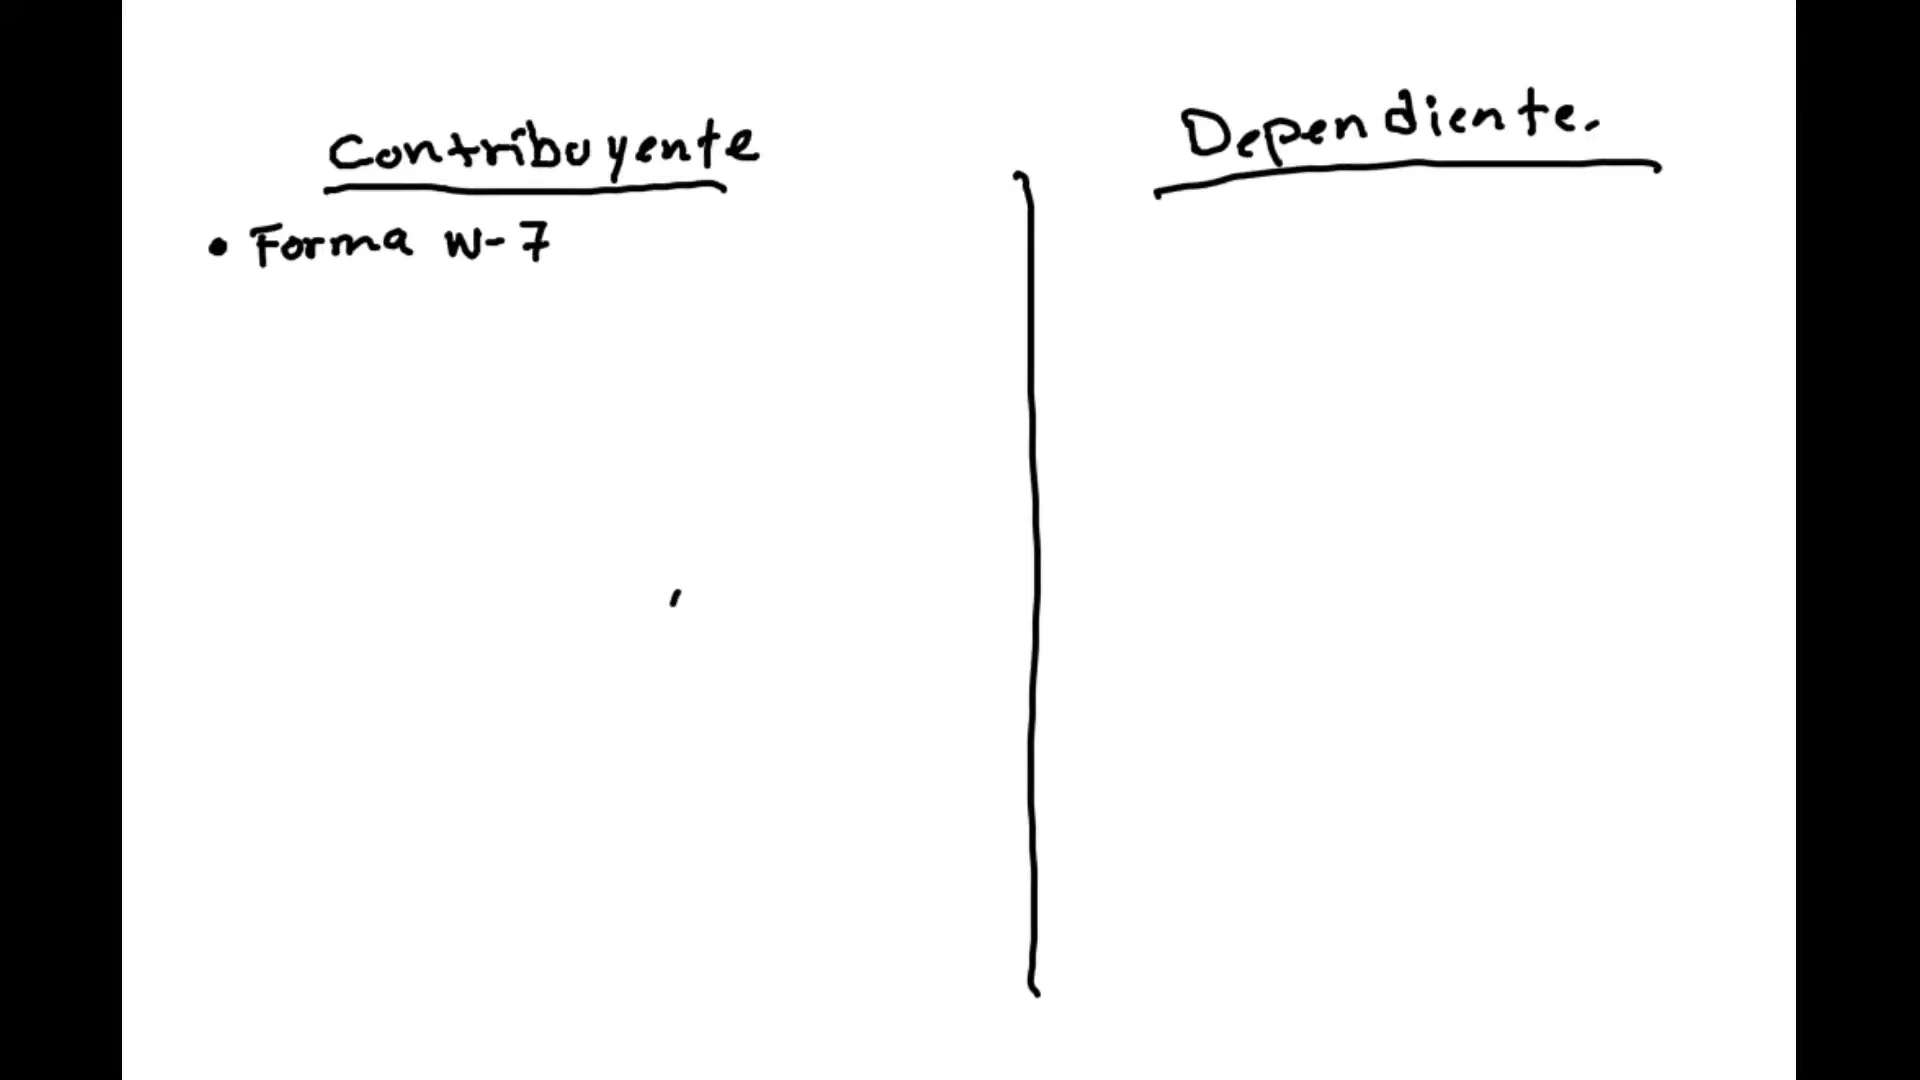 Contribuyente
• Forma W-7
Dependiente.